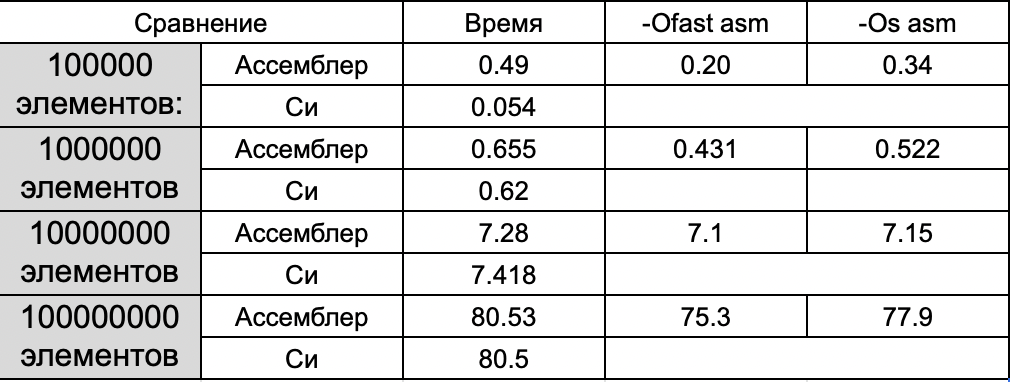 Сравнение Время -Ofast asm -Os asm
100000 Ассемблер 0.49 0.20 0.34
элементов: Си 0.054
1000000 Ассемблер 0.655 0.431 0.522
элементов Си 0.62
10000000 Ассемблер 7.28 7.1 7.15
элементов Си 7.418
100000000 Ассемблер 80.53 75.3 77.9
элементов Си 80.5